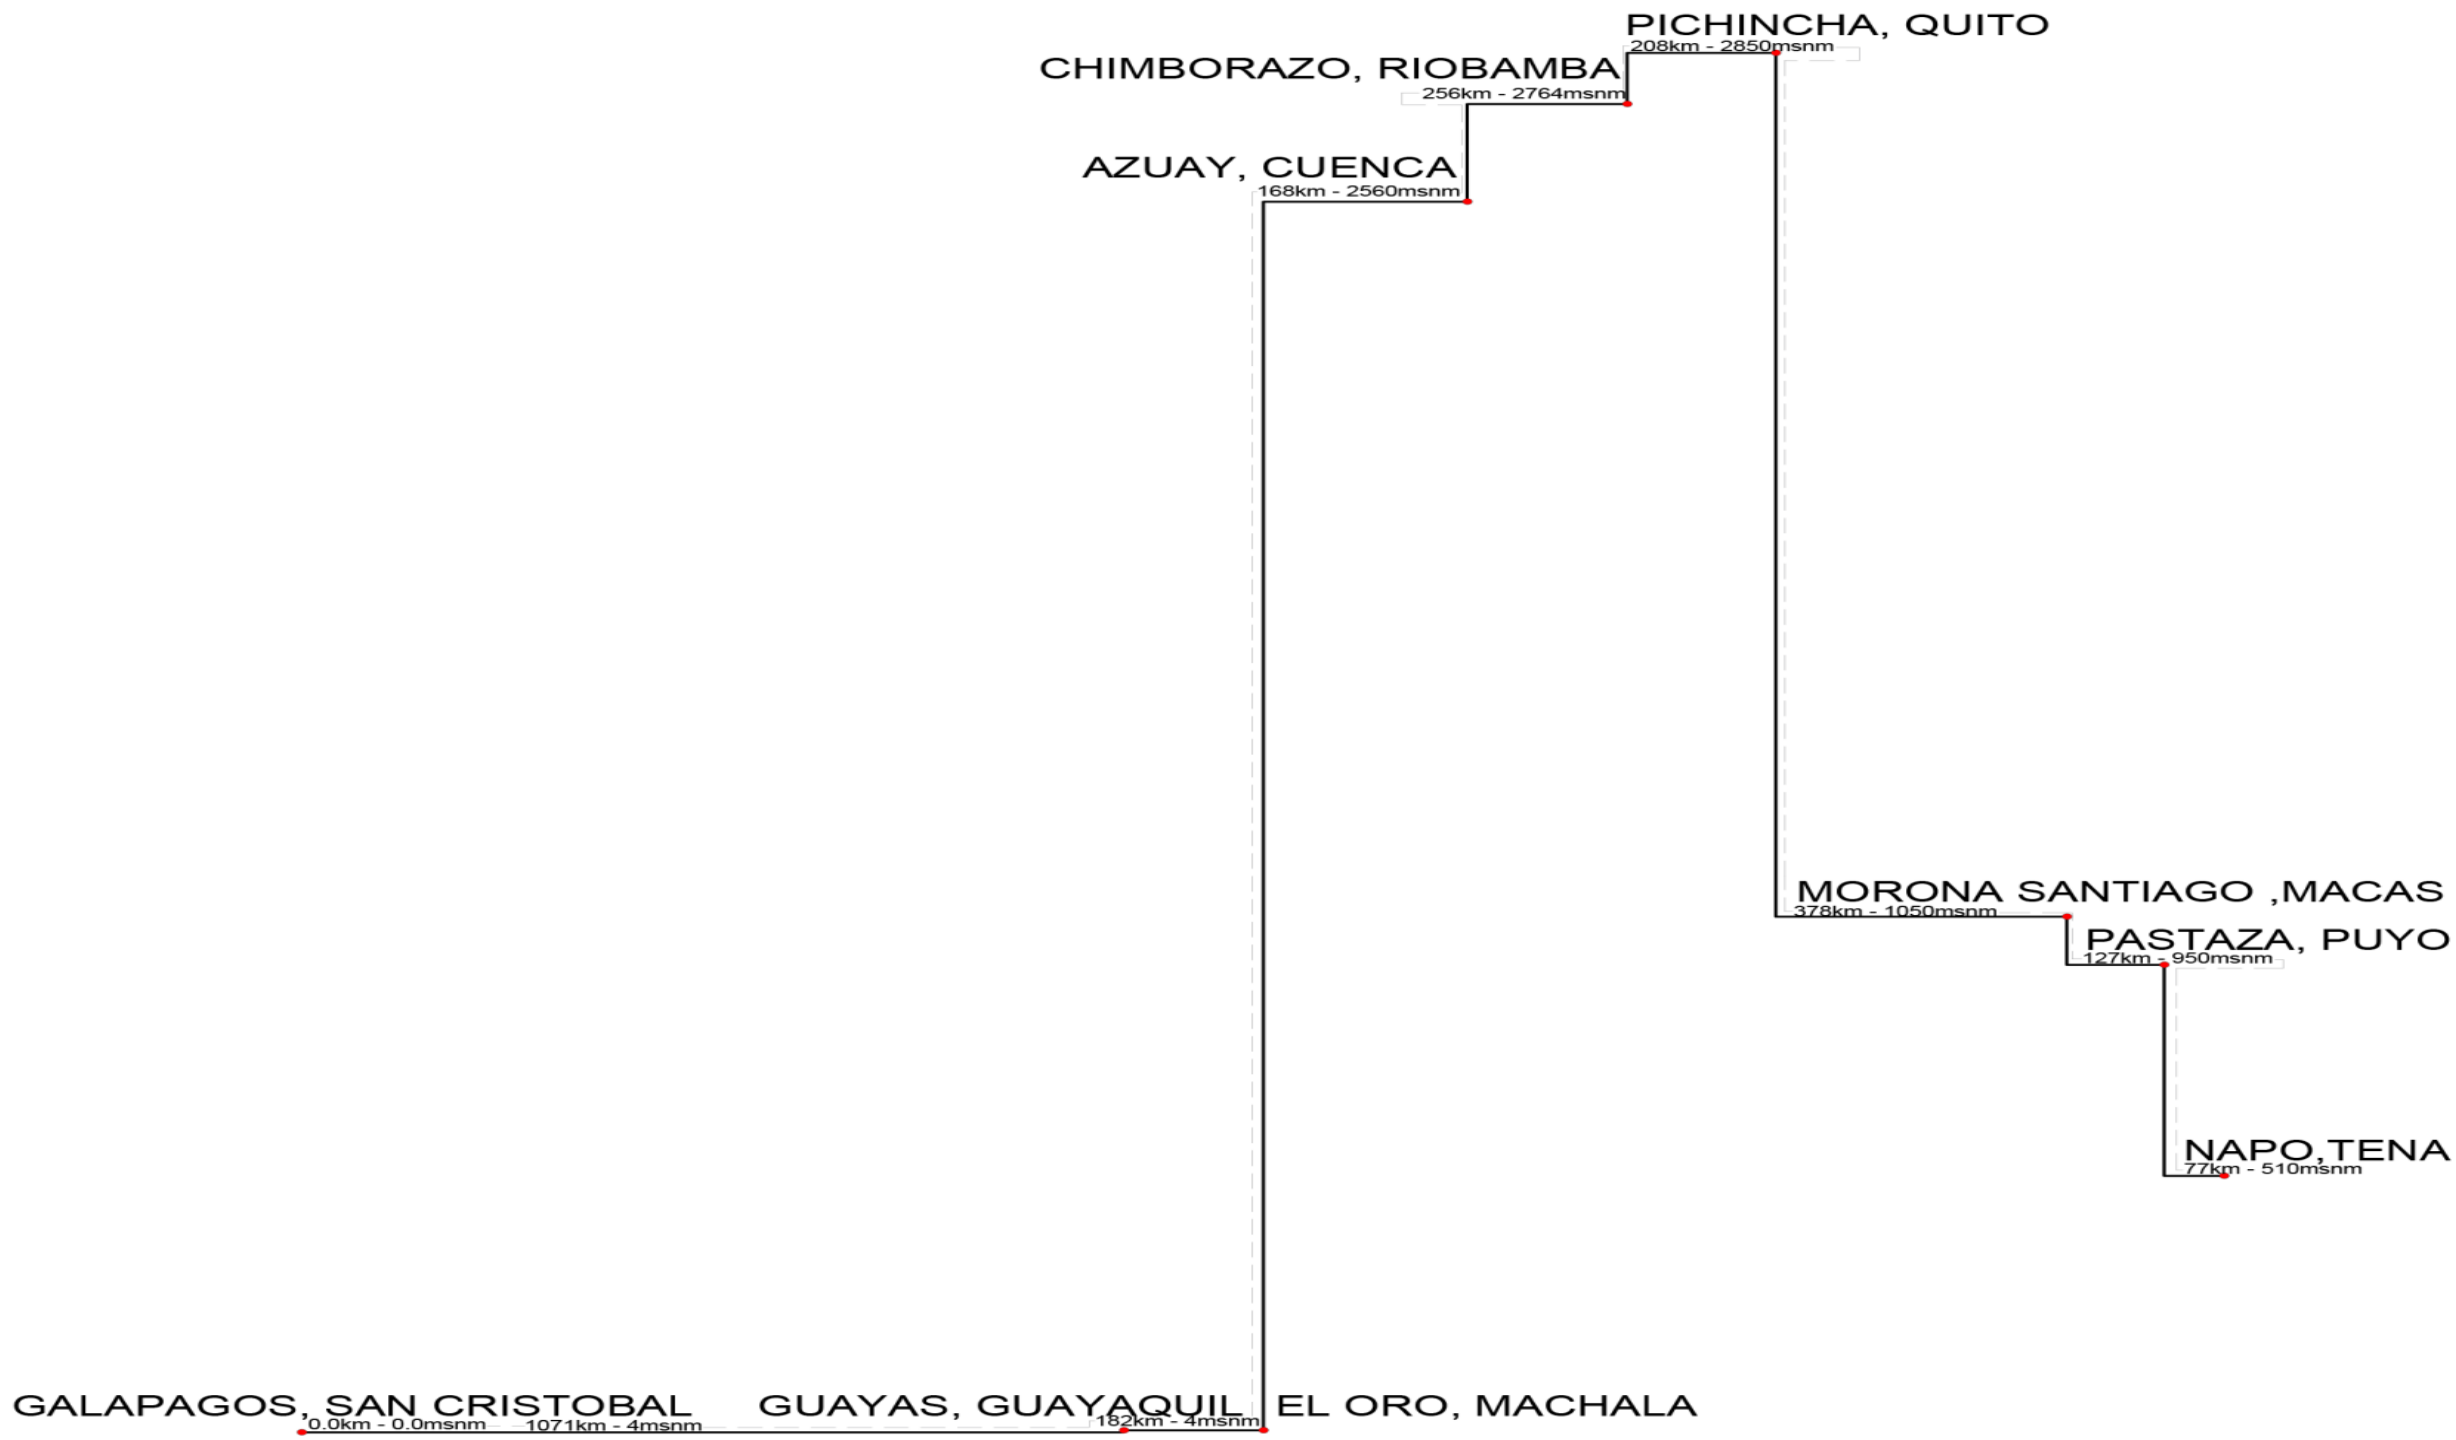 PICHINCHA, QUITO
208km - 2850msnm
CHIMBORAZO, RIOBAMBA
256km - 2764msnm
AZUAY, CUENCA
168km - 2560msnm
MORONA SANTIAGO ,MACAS
378km - 1050msnm
PASTAZA, PUYO
127km - 950msnm
NAPO,TENA
77km - 510msnm
GALAPAGOS, SAN CRISTOBAL
0.0km - 0.0msnm
1071km - 4msnm
GUAYAS, GUAYAQUIL
182km - 4msnm
EL ORO, MACHALA